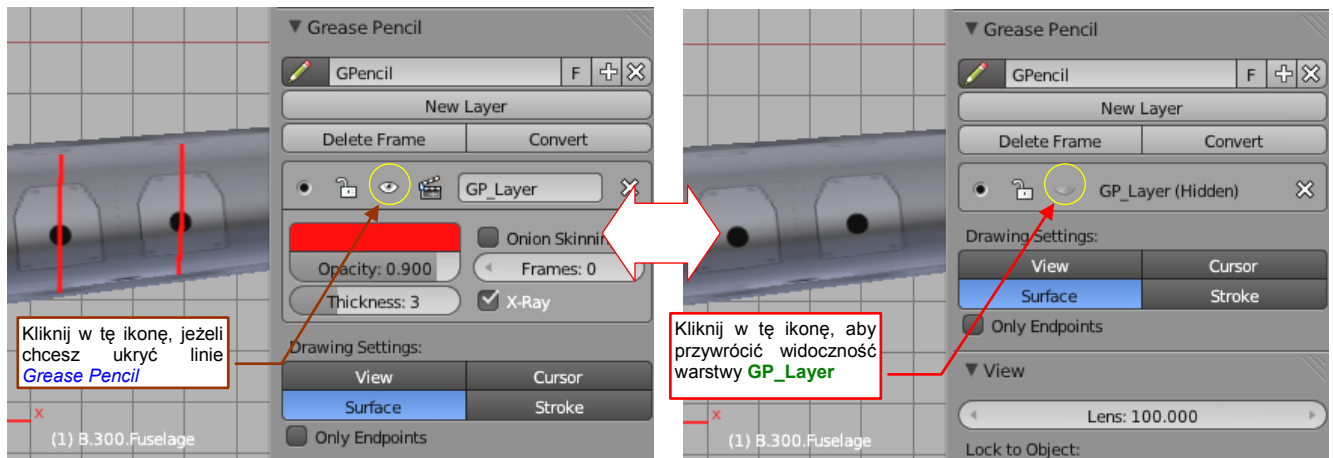 Grease Pencil
GPencil F
New Layer
Delete Frame Convert
GP_Layer
Onion Skinnin
Opacity: 0.900 Frames: 0
Thickness: 3 X-Ray
Kliknij w tę ikonę, jeżeli
chcesz ukryć linie
Grease Pencil
Drawing Settings:
View Cursor
Surface Stroke
Only Endpoints
x
(1) B.300.Fuselage
Grease Pencil
GPencil F
New Layer
Delete Frame Convert
GP_Layer (Hidden)
Drawing Settings:
View Cursor
Surface Stroke
Only Endpoints
Kliknij w tę ikonę, aby
przywrócić widoczność
warstwy GP_Layer
View
Lens: 100.000
Lock to Object:
x
(1) B.300.Fuselage